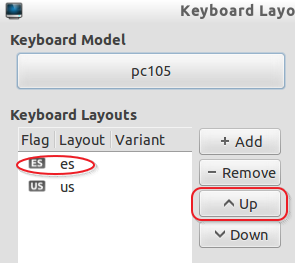 Keyboard Layo
Keyboard Model
pc105
Keyboard Layouts
Flag Layout Variant
ES es
US us
+ Add
− Remove
Up
Down